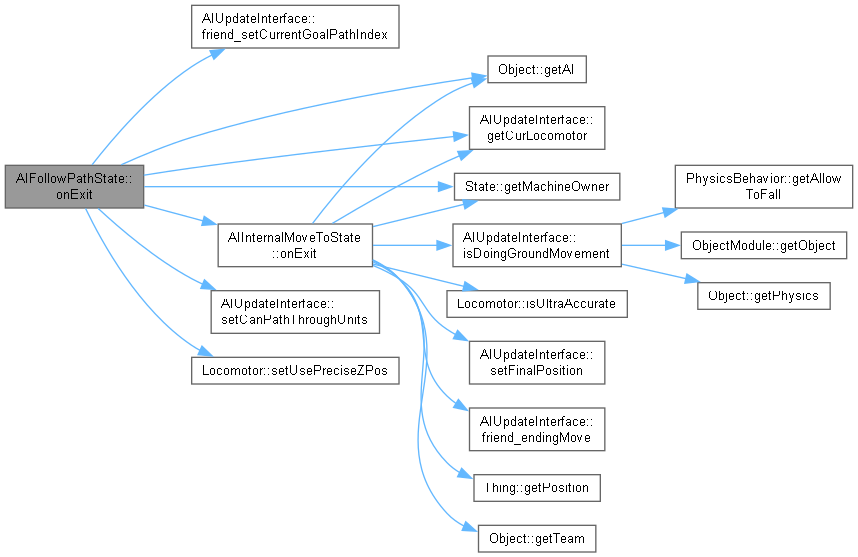 AIUpdateInterface::
friend_setCurrentGoalPathIndex
Object::getAI
AIUpdateInterface::
getCurLocomotor
AIFollowPathState::
onExit
State::getMachineOwner
PhysicsBehavior::getAllow
ToFall
AIInternalMoveToState
::onExit
AIUpdateInterface::
isDoingGroundMovement
ObjectModule::getObject
Object::getPhysics
AIUpdateInterface::
setCanPathThroughUnits
Locomotor::isUltraAccurate
Locomotor::setUsePreciseZPos
AIUpdateInterface::
setFinalPosition
AIUpdateInterface::
friend_endingMove
Thing::getPosition
Object::getTeam